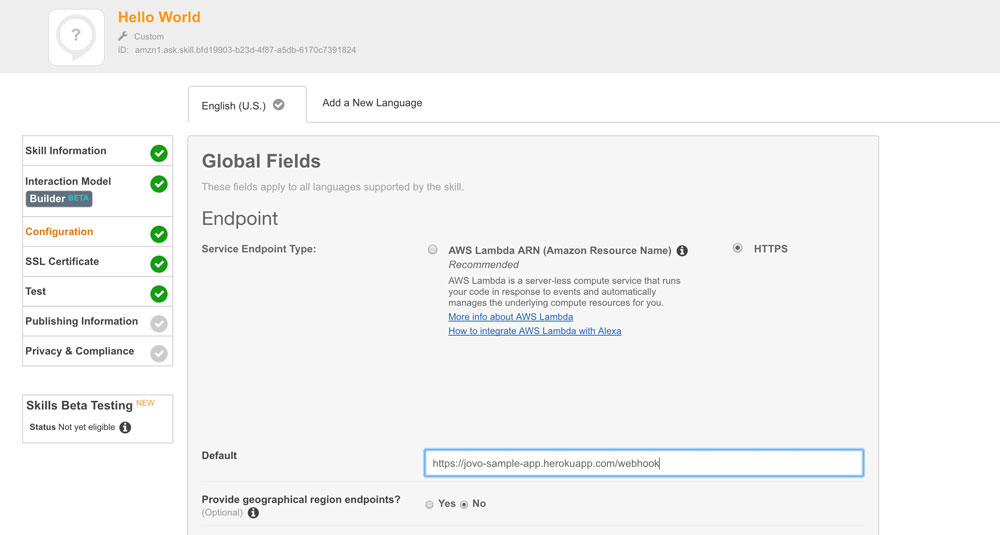 ?
Hello World
Custom
ID: amzn1.ask.skill.bfd19903-b23d-4f87-a5db-6170c7391824
English (U.S.)
Add a New Language
Skill Information
Interaction Model
Builder BETA
Configuration
SSL Certificate
Test
Publishing Information
Privacy & Compliance
Skills Beta Testing NEW
Status Not yet eligible i
Global Fields
These fields apply to all languages supported by the skill.
Endpoint
Service Endpoint Type:
AWS Lambda ARN (Amazon Resource Name) i
Recommended
AWS Lambda is a server-less compute service that runs
your code in response to events and automatically
manages the underlying compute resources for you.
More info about AWS Lambda
How to integrate AWS Lambda with Alexa
HTTPS
Default
https://jovo-sample-app.herokuapp.com/webhook
Provide geographical region endpoints?
(Optional) i
Yes No